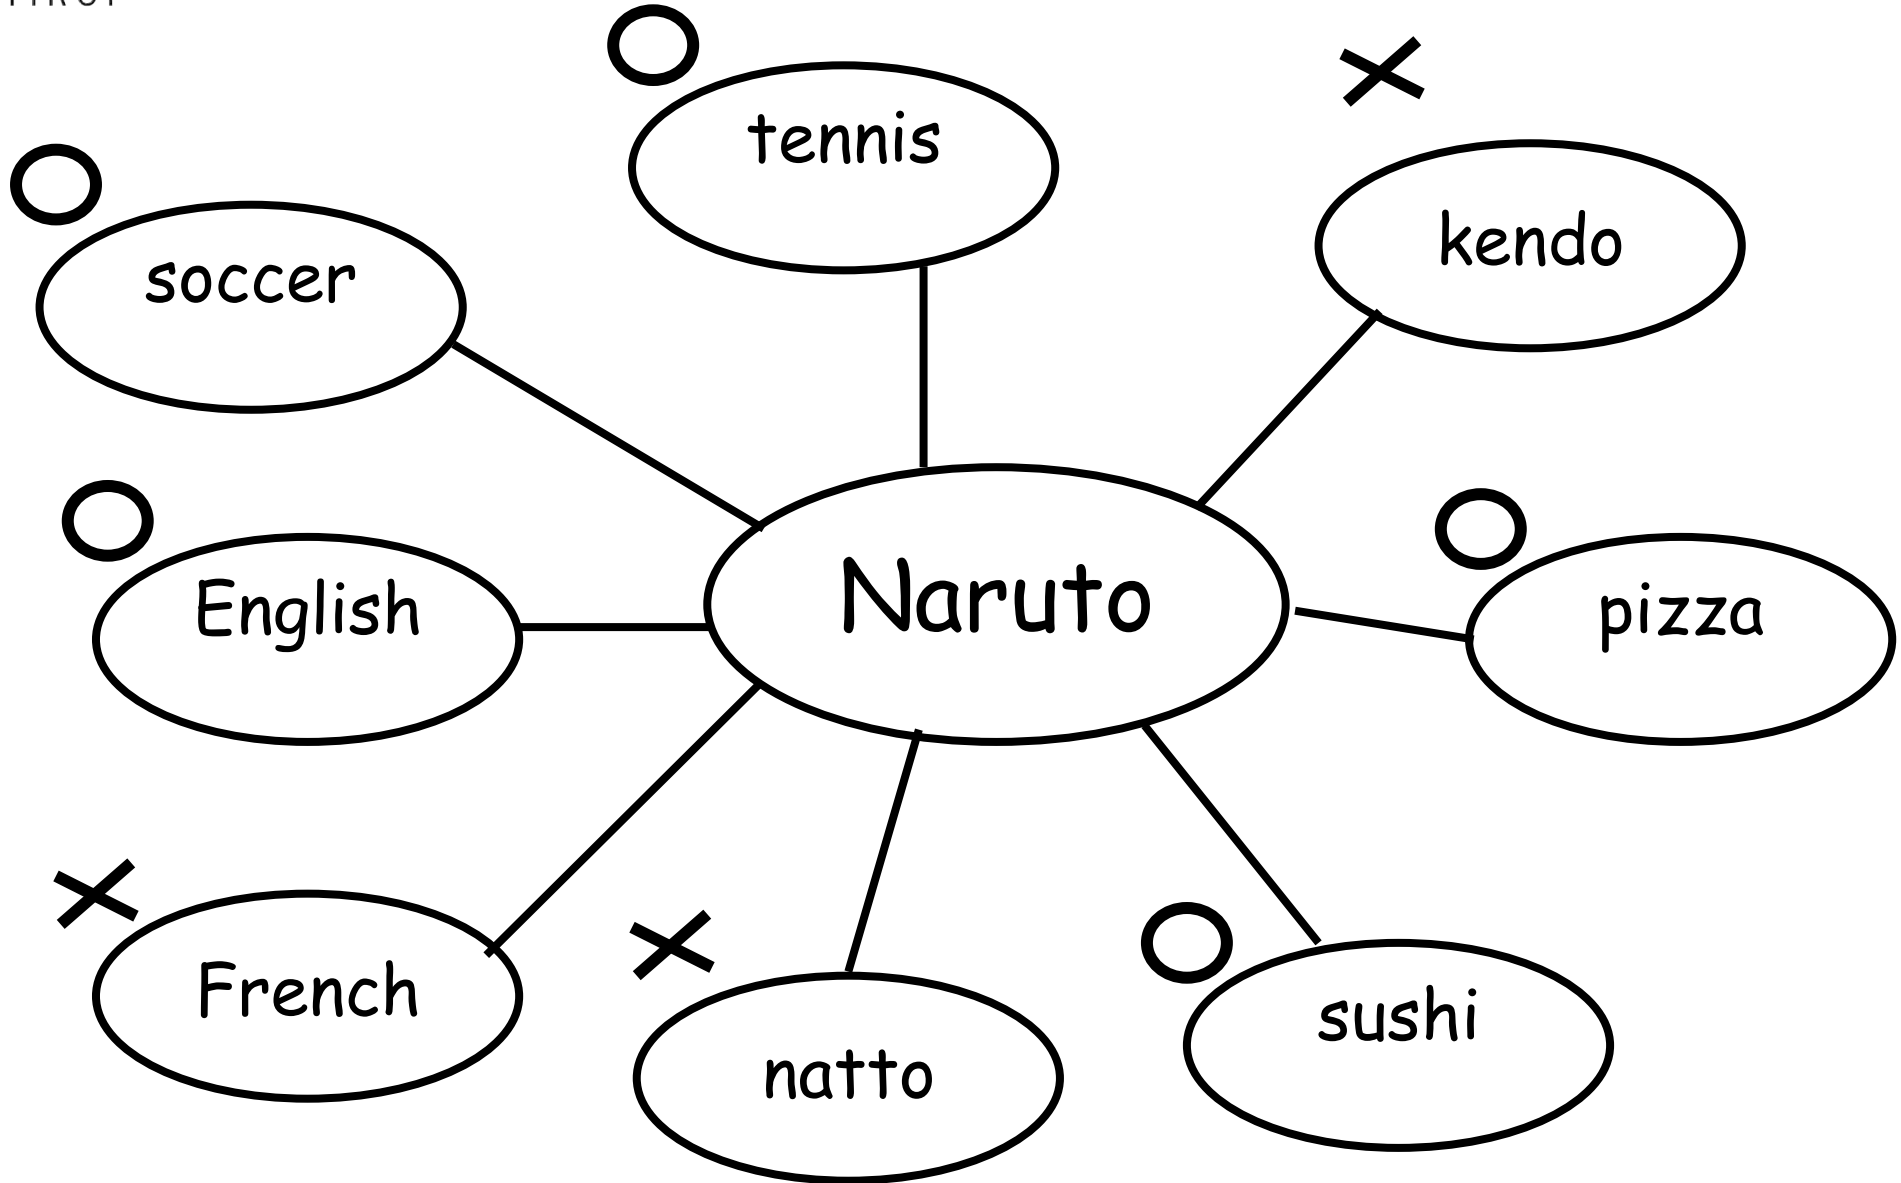 tennis
kendo
soccer
Naruto
English
pizza
French
sushi
natto